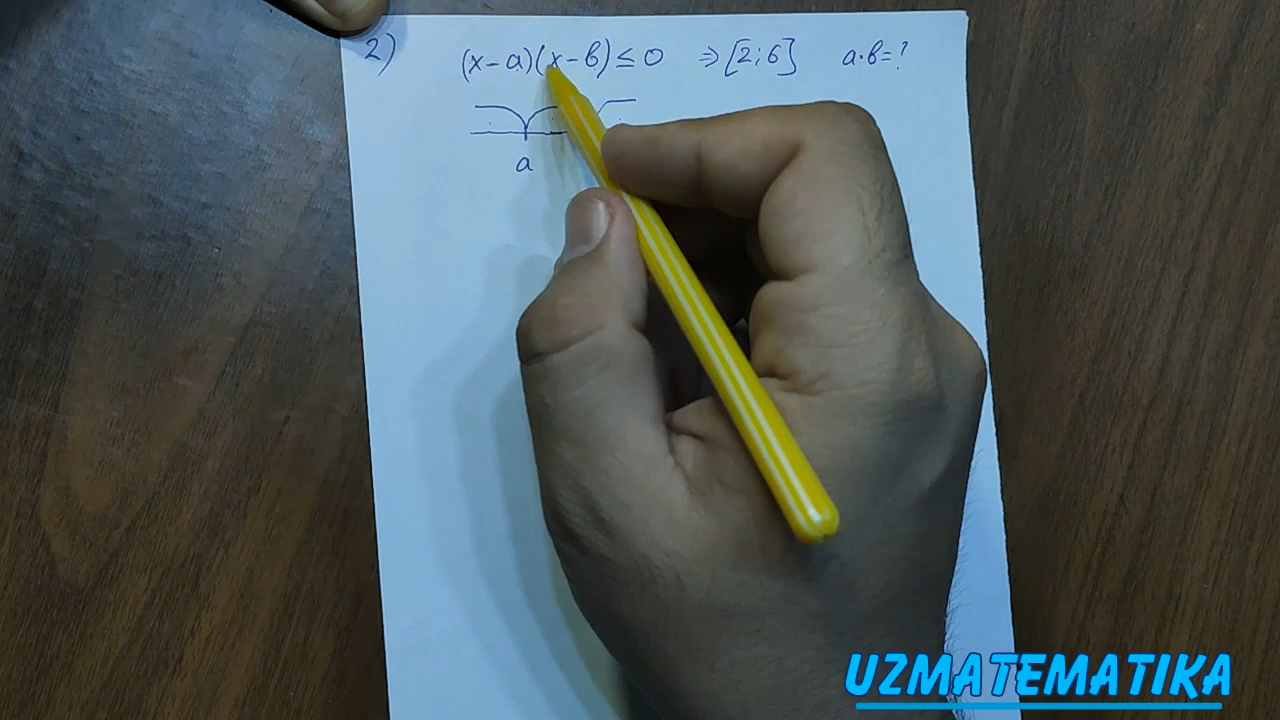 2) (x-a)(x-b)≤0 ⇒[2;6] a·b=?
a
UZMATEMATIKA